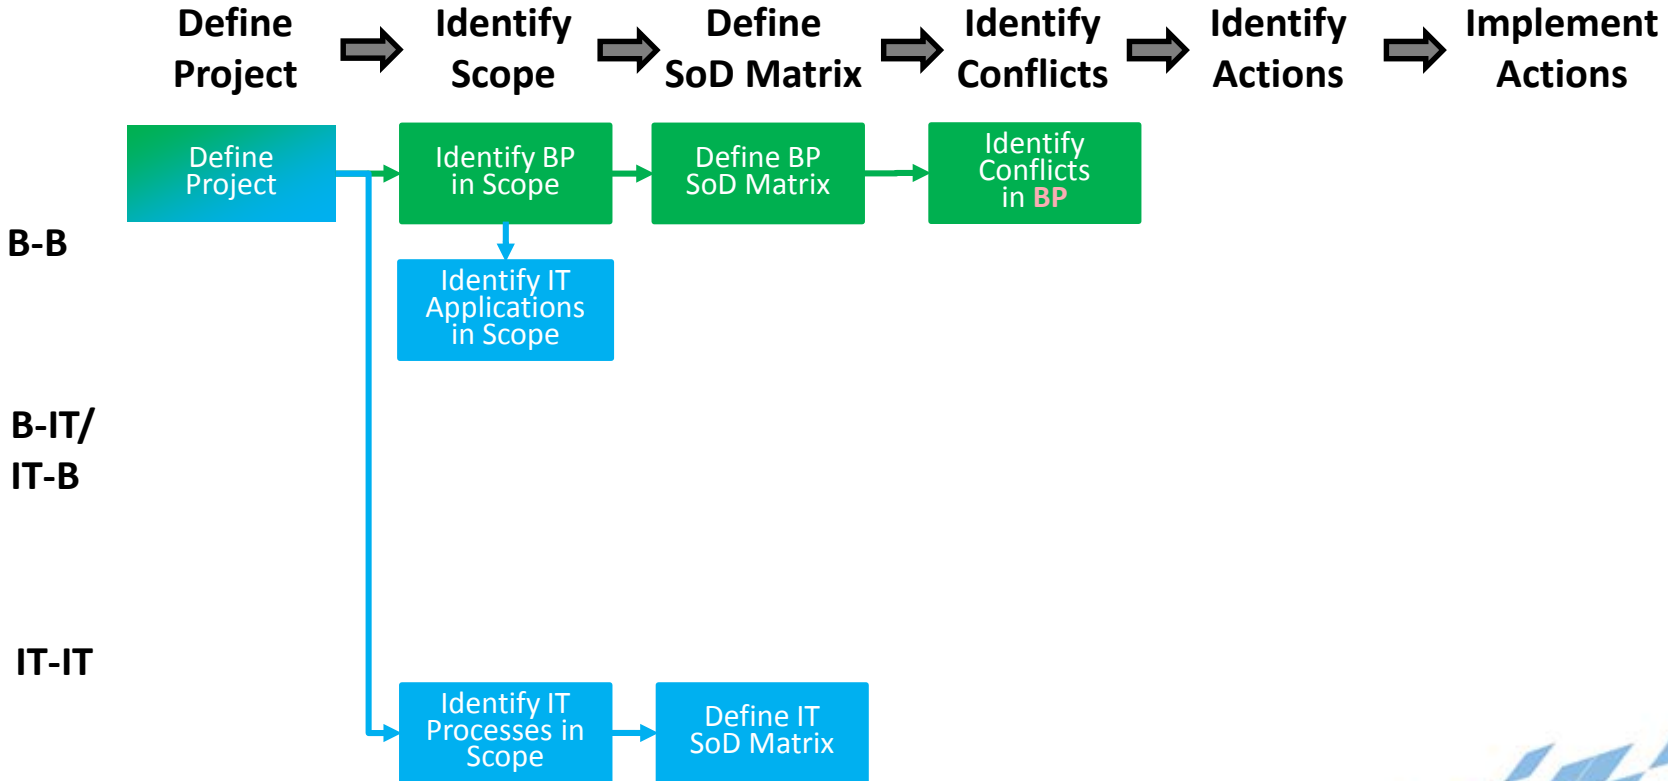 Define
Project
Identify
Scope
Define
SoD Matrix
Identify
Conflicts
Identify
Actions
Implement
Actions
Define
Project
Identify BP
in Scope
Define BP
SoD Matrix
Identify
Conflicts
in BP
B-B
Identify IT
Applications
in Scope
B-IT/
IT-B
IT-IT
Identify IT
Processes in
Scope
Define IT
SoD Matrix